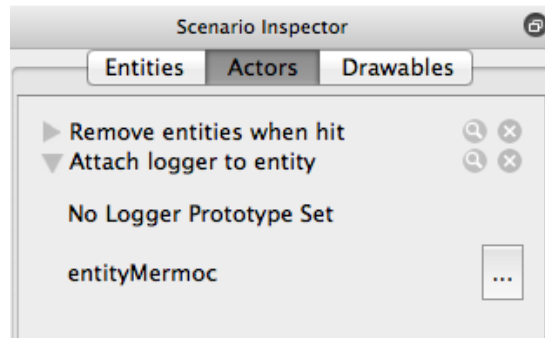 Scenario Inspector
Entities Actors Drawables
Remove entities when hit
Attach logger to entity
No Logger Prototype Set
entityMermoc
...